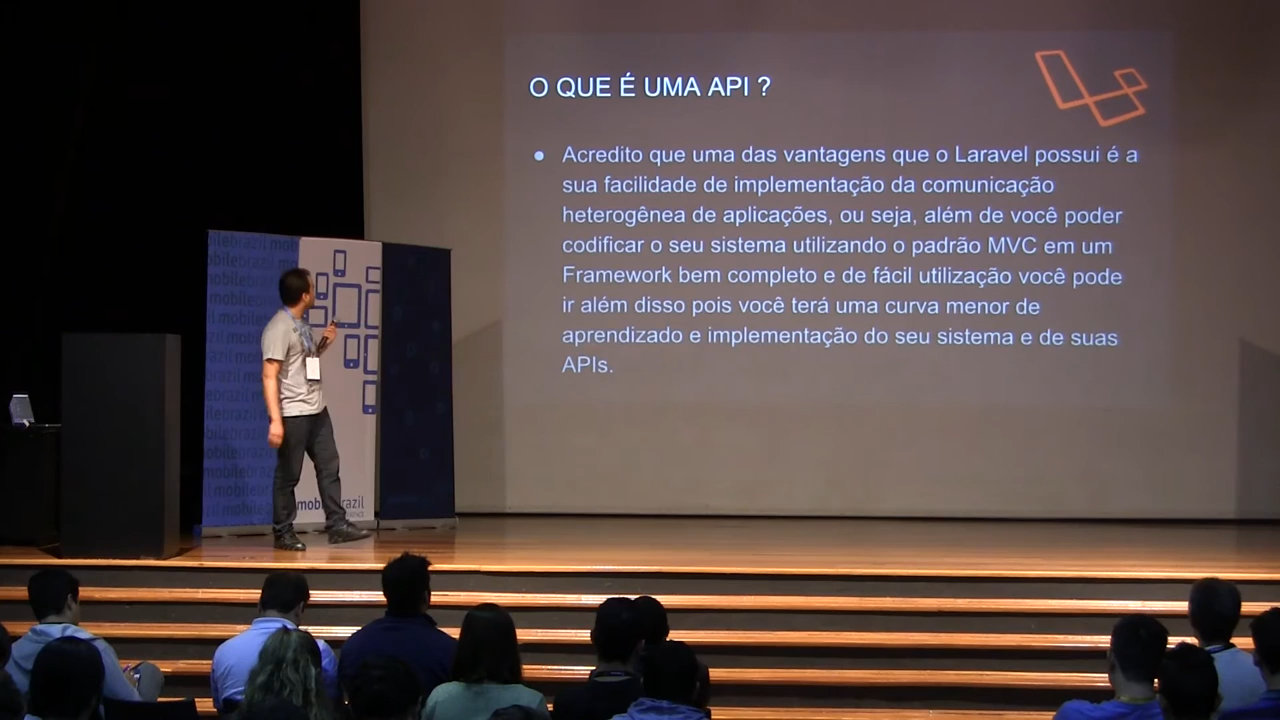 O QUE É UMA API ?
● Acredito que uma das vantagens que o Laravel possui é a
sua facilidade de implementação da comunicação
heterogênea de aplicações, ou seja, além de você poder
codificar o seu sistema utilizando o padrão MVC em um
Framework bem completo e de fácil utilização você pode
ir além disso pois você terá uma curva menor de
aprendizado e implementação do seu sistema e de suas
APIs.